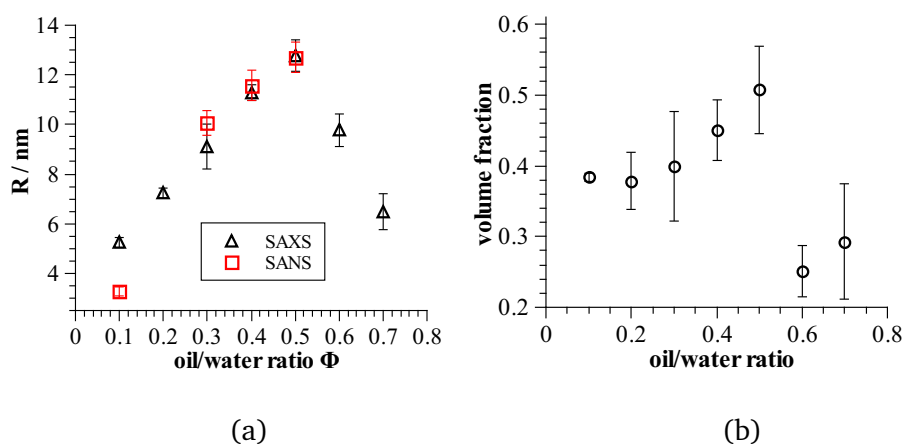 14
12
10
8
6
4
R / nm
SAXS
SANS
0 0.1 0.2 0.3 0.4 0.5 0.6 0.7 0.8
oil/water ratio Φ
(a)
0.6
0.5
0.4
0.3
0.2
volume fraction
0 0.2 0.4 0.6 0.8
oil/water ratio
(b)